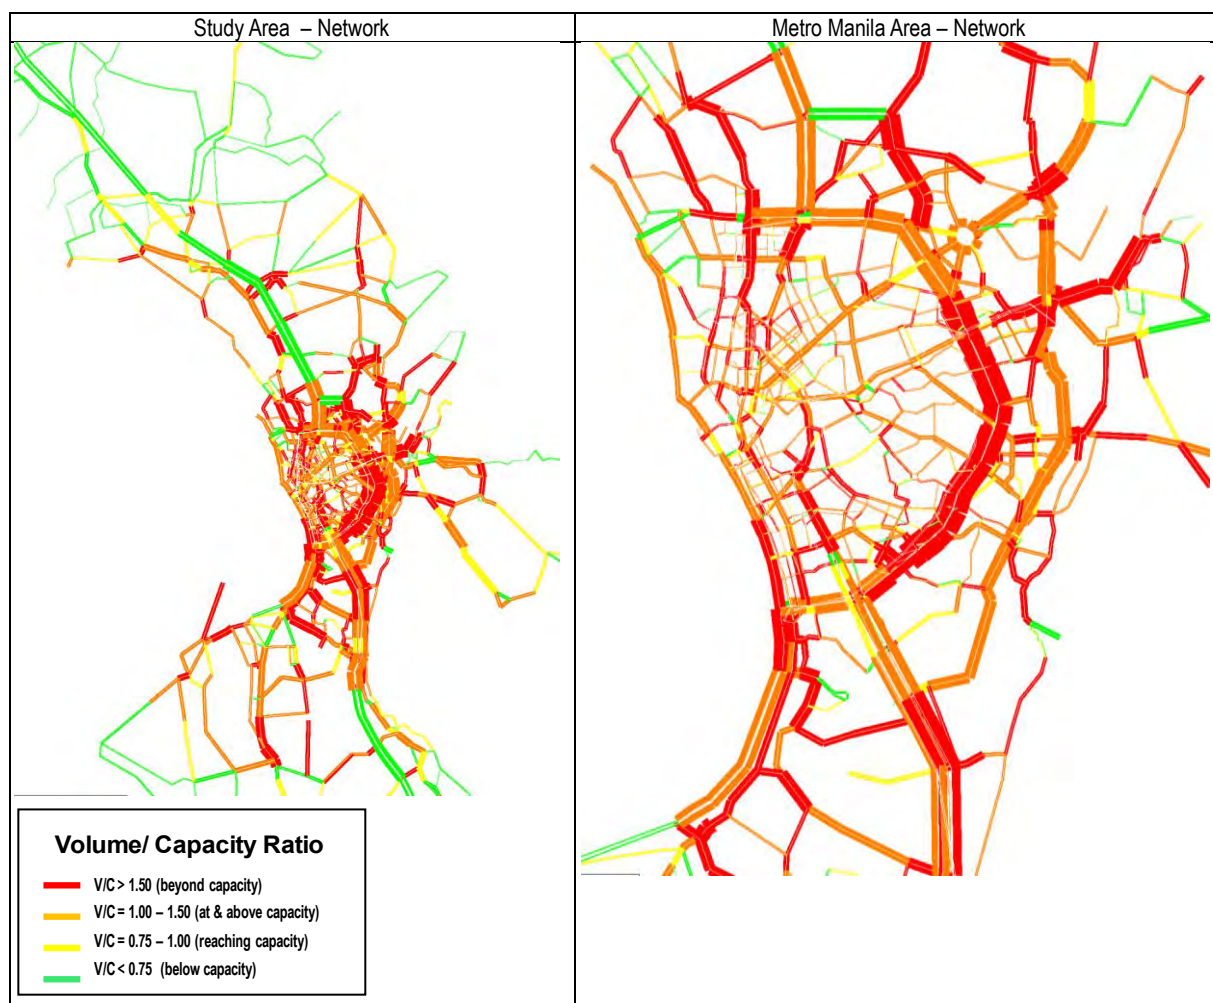 Study Area – Network
Metro Manila Area – Network
Volume/ Capacity Ratio
V/C > 1.50 (beyond capacity)
V/C = 1.00 – 1.50 (at & above capacity)
V/C = 0.75 – 1.00 (reaching capacity)
V/C < 0.75 (below capacity)